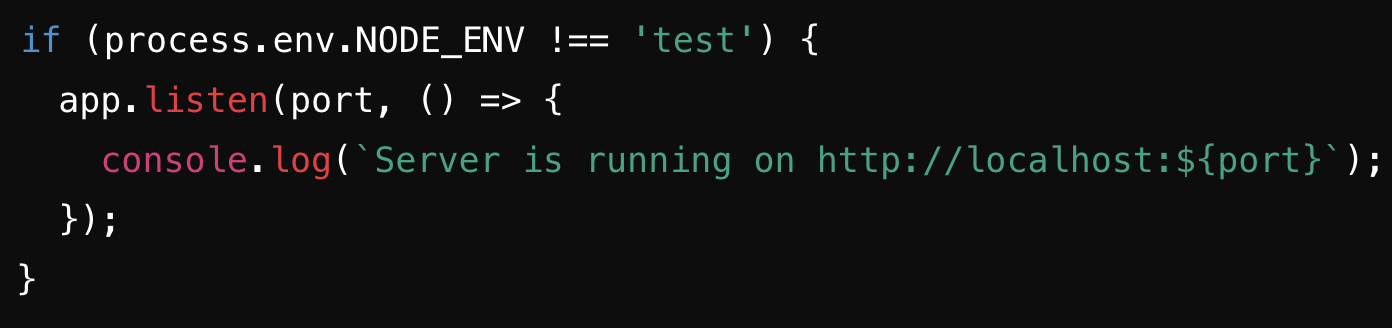 if (process.env.NODE_ENV !== 'test') {
  app.listen(port, () => {
    console.log(`Server is running on http://localhost:${port}`);
  });
}